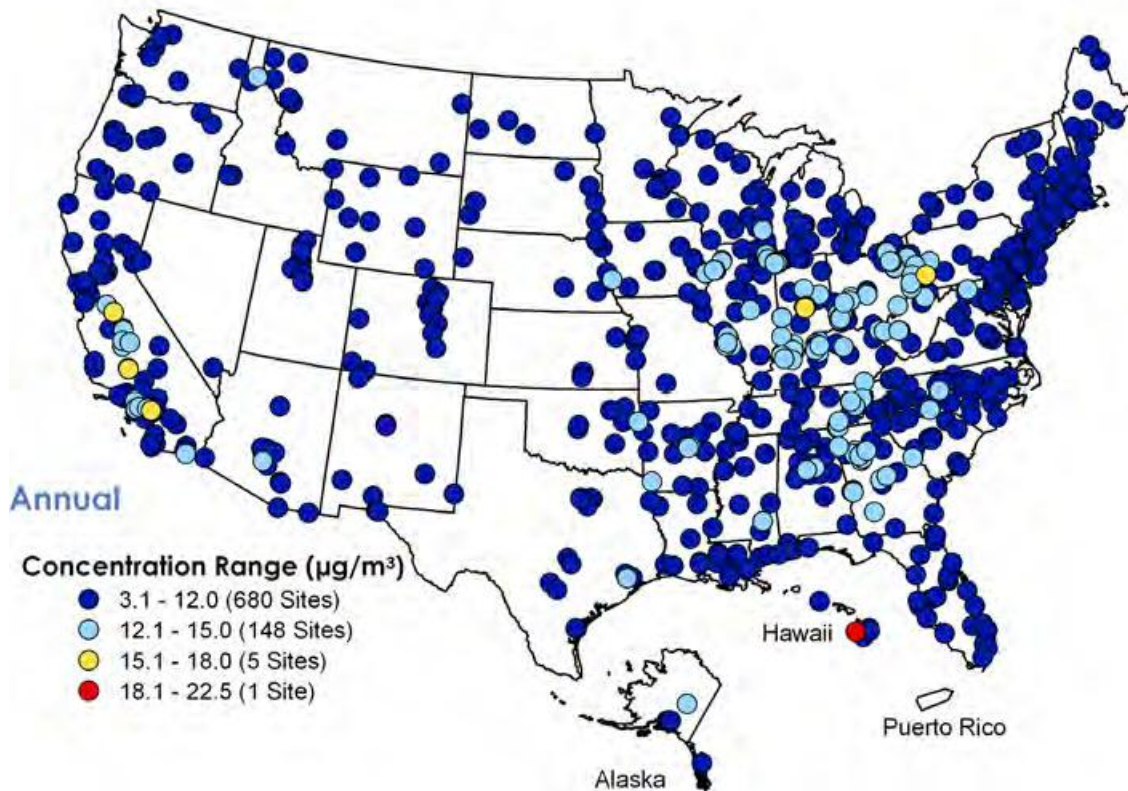 Annual
Concentration Range (µg/m³)
3.1 - 12.0 (680 Sites)
12.1 - 15.0 (148 Sites)
15.1 - 18.0 (5 Sites)
18.1 - 22.5 (1 Site)
Hawaii
Puerto Rico
Alaska